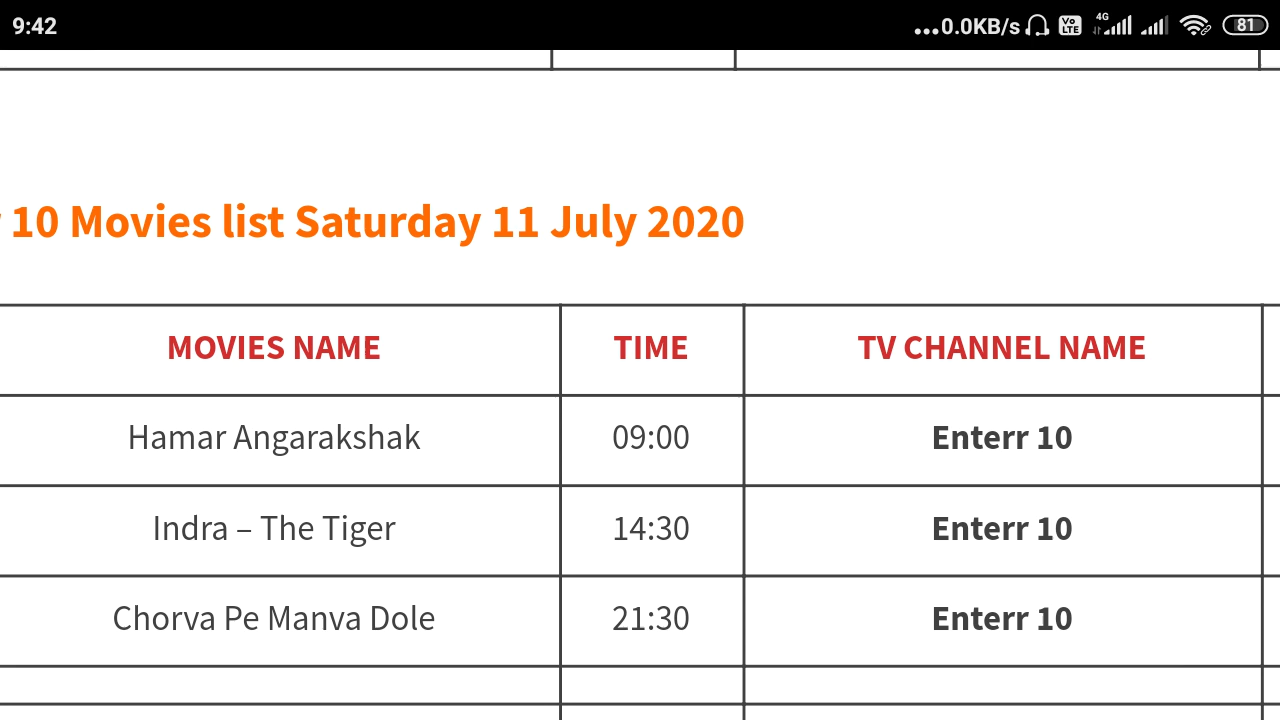 9:42 ...0.0KB/s Vo LTE 4G 81
10 Movies list Saturday 11 July 2020
MOVIES NAME TIME TV CHANNEL NAME
Hamar Angarakshak 09:00 Enterr 10
Indra – The Tiger 14:30 Enterr 10
Chorva Pe Manva Dole 21:30 Enterr 10